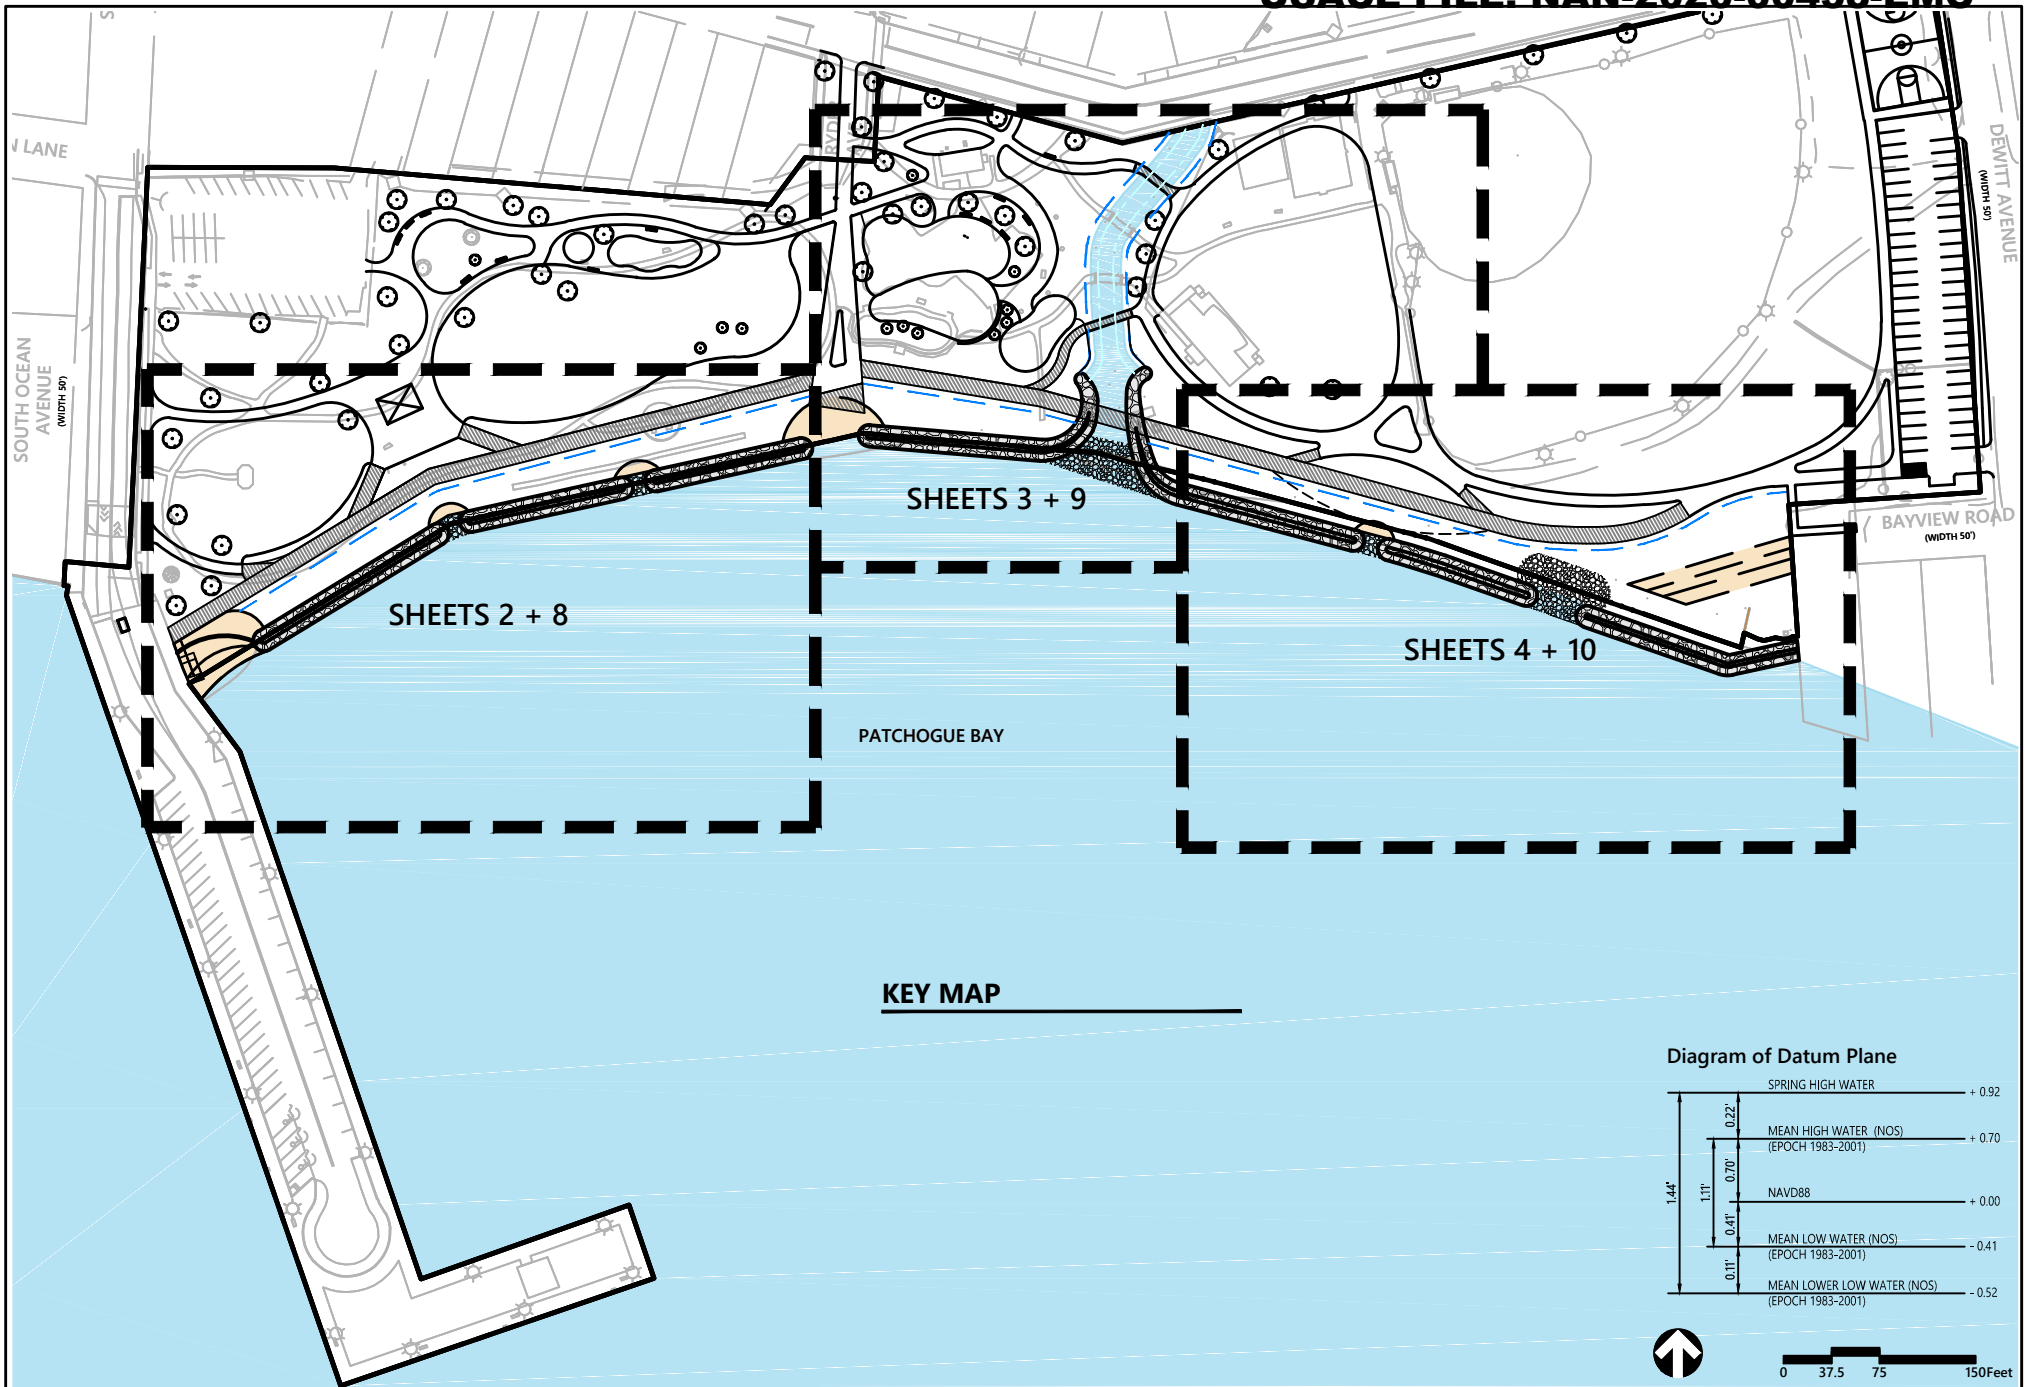 N LANE
RYD
AVE
DEWITT AVENUE
(WIDTH 50')
SOUTH OCEAN
AVENUE
(WIDTH 50')
SHEETS 3 + 9
BAYVIEW ROAD
(WIDTH 50')
SHEETS 2 + 8
SHEETS 4 + 10
PATCHOGUE BAY
KEY MAP
Diagram of Datum Plane
SPRING HIGH WATER
+ 0.92
0.22'
MEAN HIGH WATER (NOS)
+ 0.70
(EPOCH 1983-2001)
0.70'
1.44'
1.11'
NAVD88
+ 0.00
0.41'
MEAN LOW WATER (NOS)
- 0.41
(EPOCH 1983-2001)
0.11'
MEAN LOWER LOW WATER (NOS)
- 0.52
(EPOCH 1983-2001)
0 37.5 75 150Feet